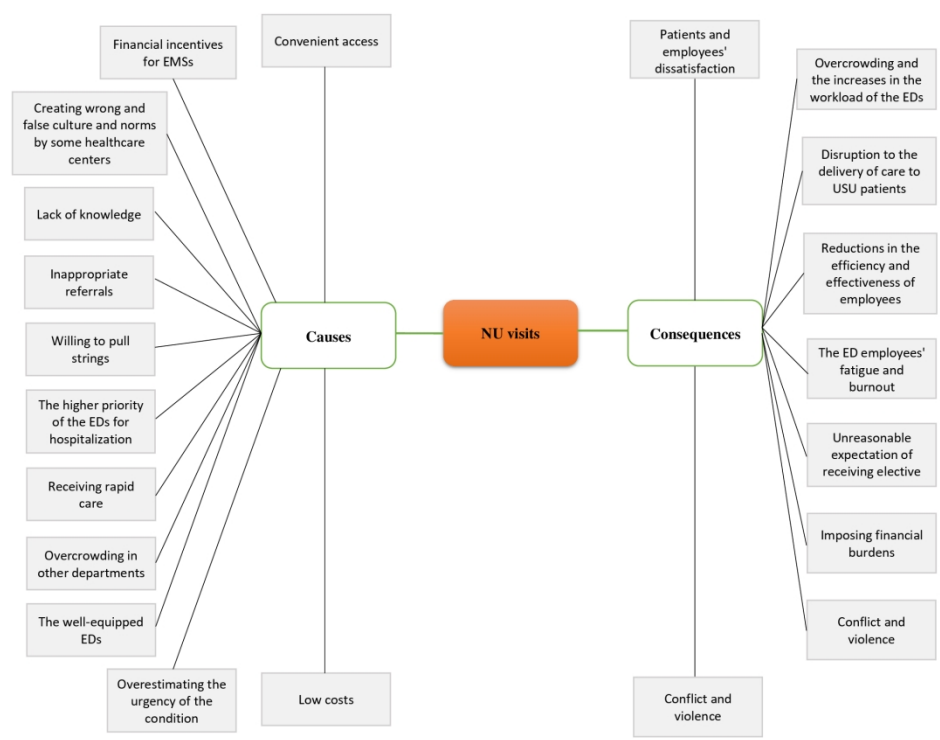 Financial incentives
for EMSs
Convenient access
Creating wrong and
false culture and norms
by some healthcare
centers
Lack of knowledge
Inappropriate
referrals
Willing to pull
strings
The higher priority
of the EDs for
hospitalization
Receiving rapid
care
Overcrowding in
other departments
The well-equipped
EDs
Overestimating the
urgency of the
condition
Low costs
Causes
NU visits
Consequences
Patients and
employees'
dissatisfaction
Overcrowding and
the increases in the
workload of the EDs
Disruption to the
delivery of care to
USU patients
Reductions in the
efficiency and
effectiveness of
employees
The ED employees'
fatigue and
burnout
Unreasonable
expectation of
receiving elective
Imposing financial
burdens
Conflict and
violence
Conflict and
violence